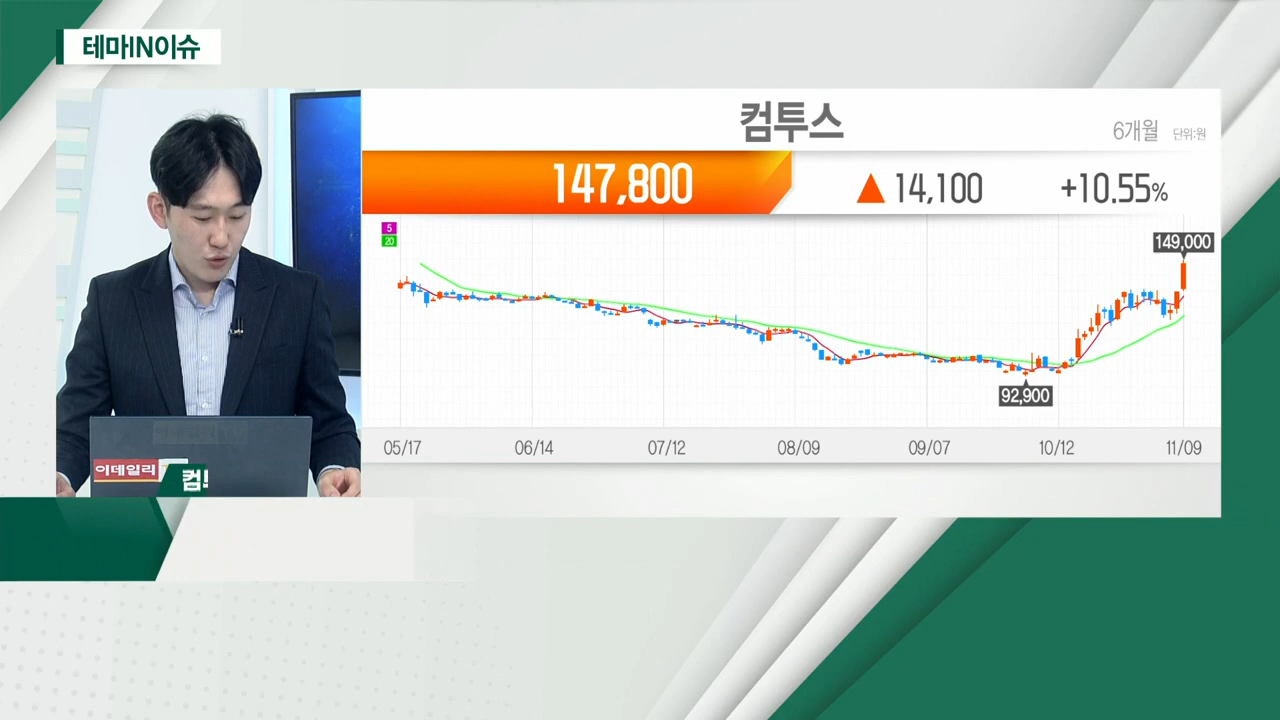 테마IN이슈
컴투스
6개월 단위:원
147,800 ▲ 14,100 +10.55%
5
20
149,000
92,900
05/17 06/14 07/12 08/09 09/07 10/12 11/09
이데일리